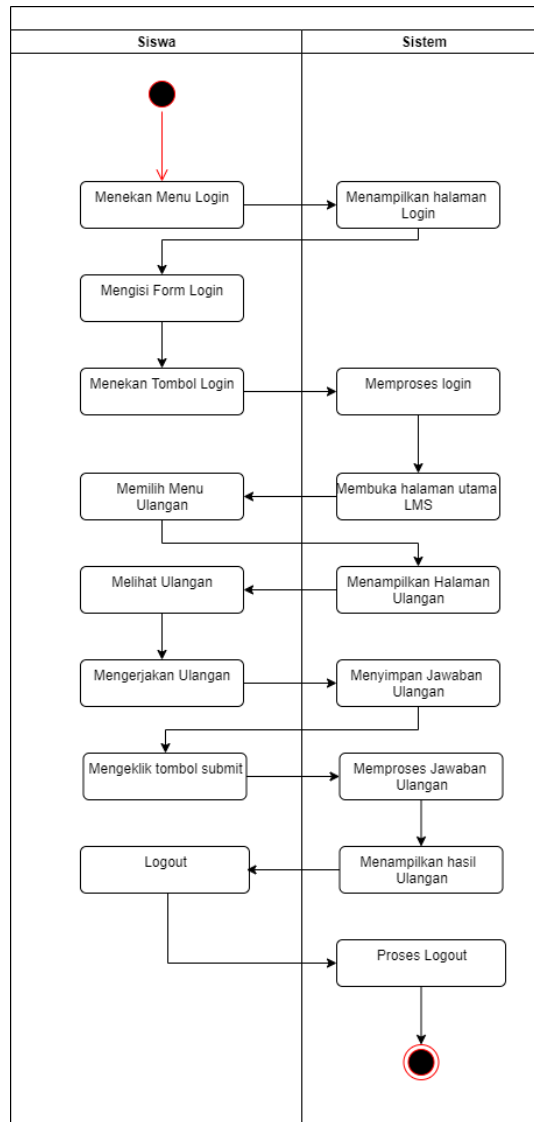 Siswa
Sistem
Menekan Menu Login
Menampilkan halaman
Login
Mengisi Form Login
Menekan Tombol Login
Memproses login
Membuka halaman utama
LMS
Memilih Menu
Ulangan
Menampilkan Halaman
Ulangan
Melihat Ulangan
Mengerjakan Ulangan
Menyimpan Jawaban
Ulangan
Mengeklik tombol submit
Memproses Jawaban
Ulangan
Menampilkan hasil
Ulangan
Logout
Proses Logout